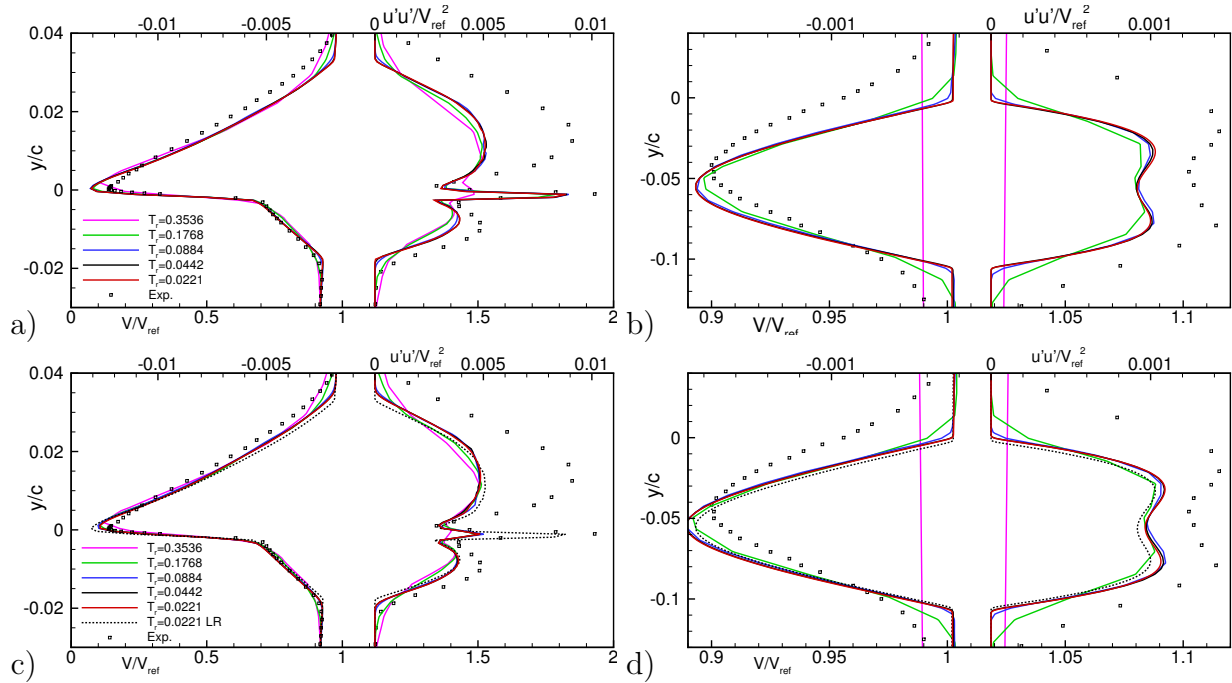 -0.01 -0.005 0 0.005 0.01
u'u'/V_ref^2
0.04
0.02
0
-0.02
y/c
T_r=0.3536
T_r=0.1768
T_r=0.0884
T_r=0.0442
T_r=0.0221
Exp.
0 0.5 1 1.5 2
V/V_ref
a)
-0.001 0 0.001
u'u'/V_ref^2
0
-0.05
-0.1
y/c
0.9 0.95 1 1.05 1.1
V/V_ref
b)
-0.01 -0.005 0 0.005 0.01
u'u'/V_ref^2
0.04
0.02
0
-0.02
y/c
T_r=0.3536
T_r=0.1768
T_r=0.0884
T_r=0.0442
T_r=0.0221
T_r=0.0221 LR
Exp.
0 0.5 1 1.5 2
V/V_ref
c)
-0.001 0 0.001
u'u'/V_ref^2
0
-0.05
-0.1
y/c
0.9 0.95 1 1.05 1.1
V/V_ref
d)